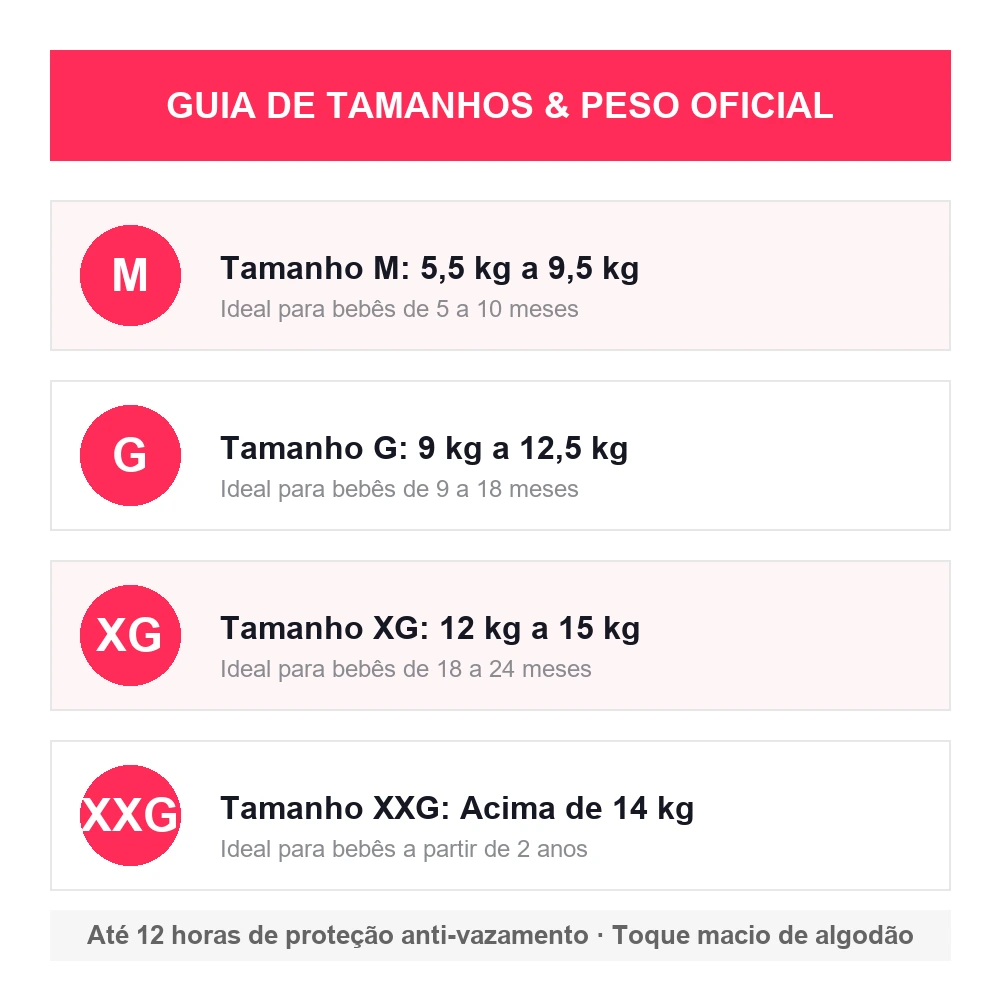 GUIA DE TAMANHOS & PESO OFICIAL
M
Tamanho M: 5,5 kg a 9,5 kg
Ideal para bebês de 5 a 10 meses
G
Tamanho G: 9 kg a 12,5 kg
Ideal para bebês de 9 a 18 meses
XG
Tamanho XG: 12 kg a 15 kg
Ideal para bebês de 18 a 24 meses
XXG
Tamanho XXG: Acima de 14 kg
Ideal para bebês a partir de 2 anos
Até 12 horas de proteção anti-vazamento · Toque macio de algodão